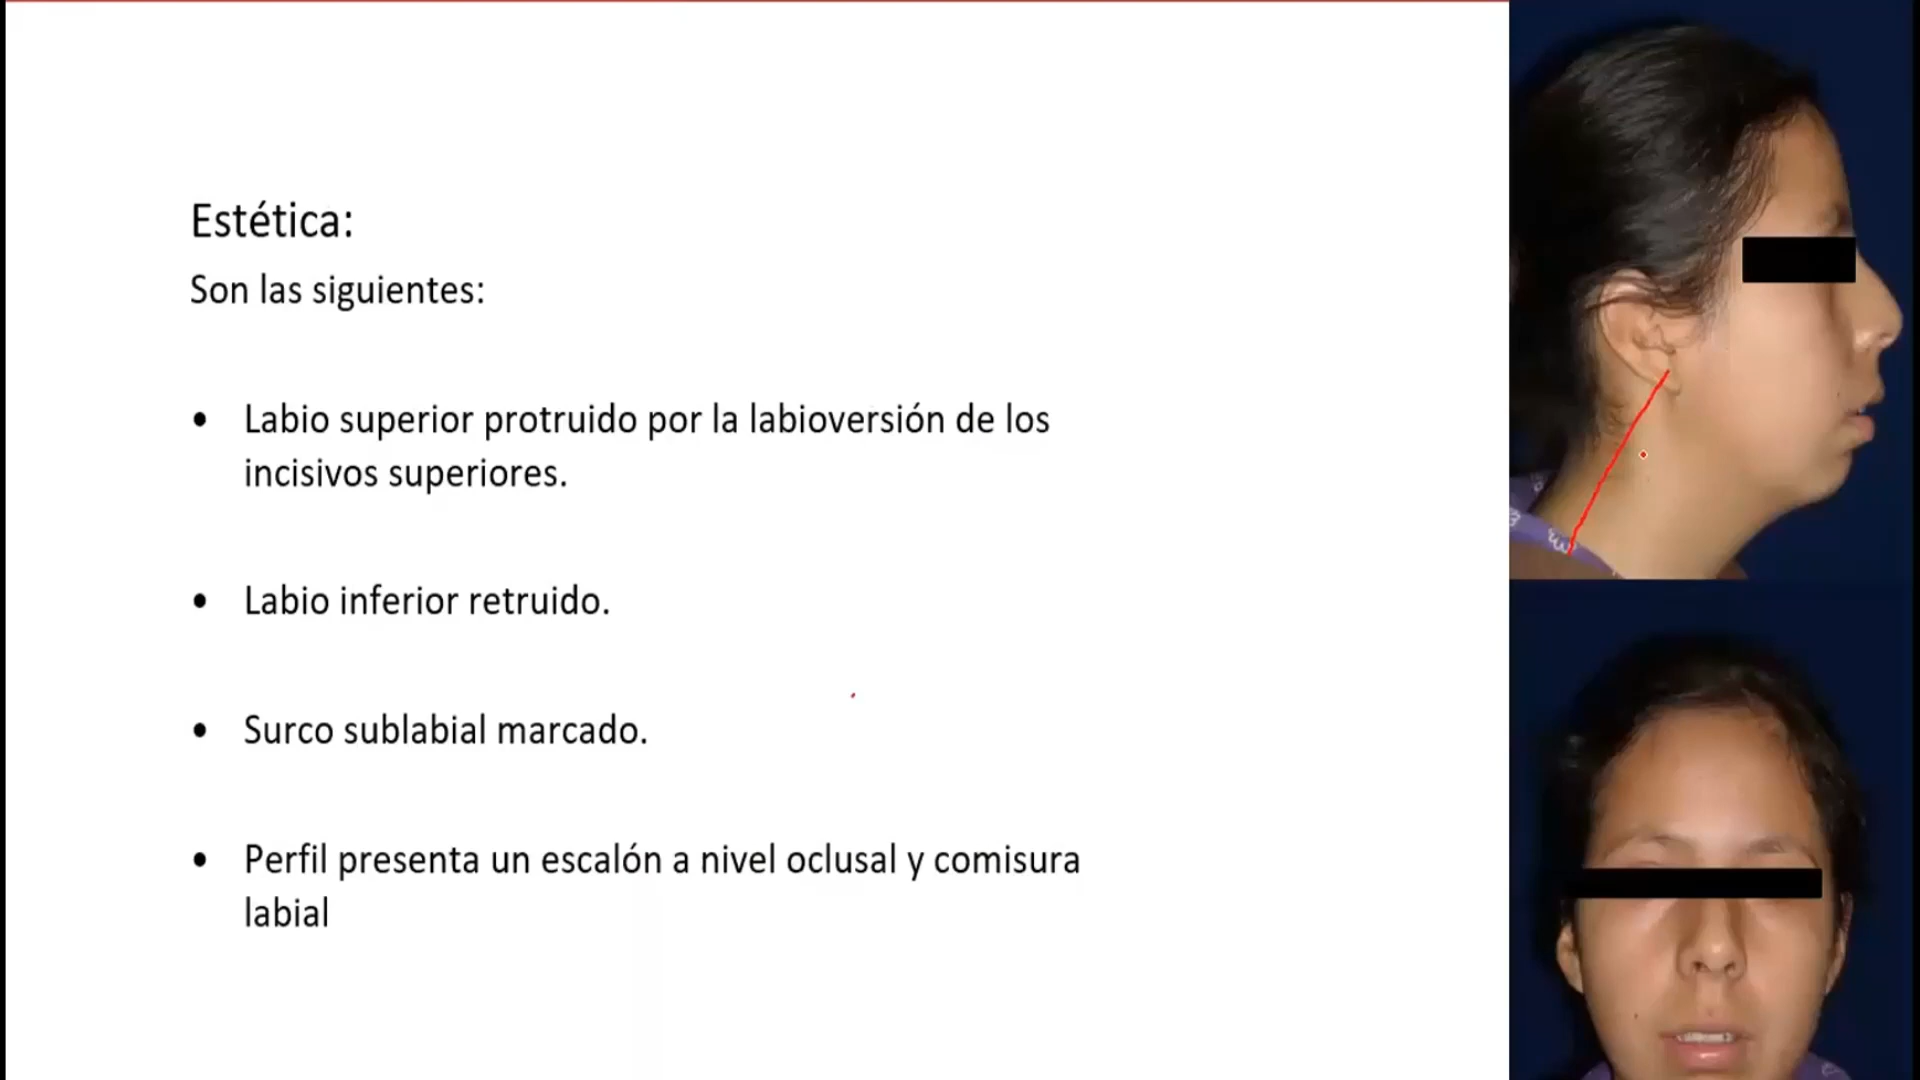 Estética:
Son las siguientes:
• Labio superior protruido por la labioversión de los
incisivos superiores.
• Labio inferior retruido.
• Surco sublabial marcado.
• Perfil presenta un escalón a nivel oclusal y comisura
labial